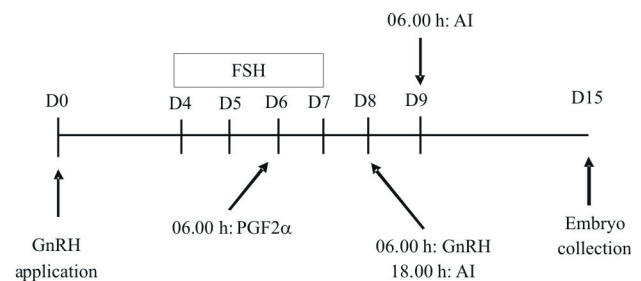 06.00 h: AI
FSH
D0
D4
D5
D6
D7
D8
D9
D15
06.00 h: PGF2α
GnRH
application
06.00 h: GnRH
18.00 h: AI
Embryo
collection